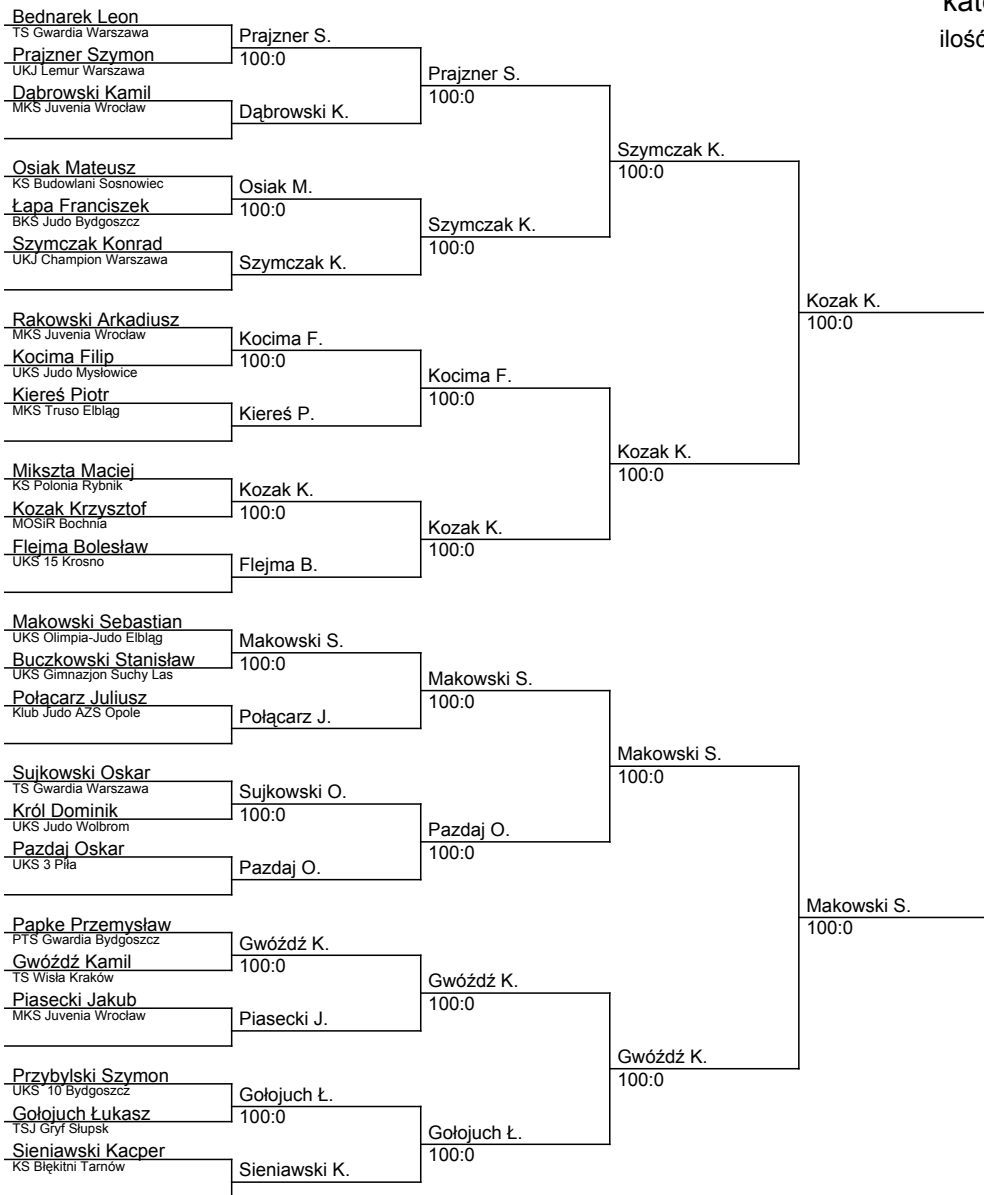 kat
ilość
Bednarek Leon
TS Gwardia Warszawa
Prajzner Szymon
UKJ Lemur Warszawa
Dąbrowski Kamil
MKS Juvenia Wrocław
Osiak Mateusz
KS Budowlani Sosnowiec
Łapa Franciszek
BKS Judo Bydgoszcz
Szymczak Konrad
UKJ Champion Warszawa
Rakowski Arkadiusz
MKS Juvenia Wrocław
Kocima Filip
UKS Judo Mysłowice
Kiereś Piotr
MKS Truso Elbląg
Mikszta Maciej
KS Polonia Rybnik
Kozak Krzysztof
MOSiR Bochnia
Flejma Bolesław
UKS 15 Krosno
Makowski Sebastian
UKS Olimpia-Judo Elbląg
Buczkowski Stanisław
UKS Gimnazjon Suchy Las
Połącarz Juliusz
Klub Judo AZS Opole
Sujkowski Oskar
TS Gwardia Warszawa
Król Dominik
UKS Judo Wolbrom
Pazdaj Oskar
UKS 3 Piła
Papke Przemysław
PTS Gwardia Bydgoszcz
Gwóźdź Kamil
TS Wisła Kraków
Piasecki Jakub
MKS Juvenia Wrocław
Przybylski Szymon
UKS 10 Bydgoszcz
Gołojuch Łukasz
TSJ Gryf Słupsk
Sieniawski Kacper
KS Błękitni Tarnów
Prajzner S.
100:0
Dąbrowski K.
Osiak M.
100:0
Szymczak K.
Kocima F.
100:0
Kiereś P.
Kozak K.
100:0
Flejma B.
Makowski S.
100:0
Połącarz J.
Sujkowski O.
100:0
Pazdaj O.
Gwóźdź K.
100:0
Piasecki J.
Gołojuch Ł.
100:0
Sieniawski K.
Prajzner S.
100:0
Szymczak K.
100:0
Kocima F.
100:0
Kozak K.
100:0
Makowski S.
100:0
Pazdaj O.
100:0
Gwóźdź K.
100:0
Gołojuch Ł.
100:0
Szymczak K.
100:0
Kozak K.
100:0
Makowski S.
100:0
Gwóźdź K.
100:0
Kozak K.
100:0
Makowski S.
100:0